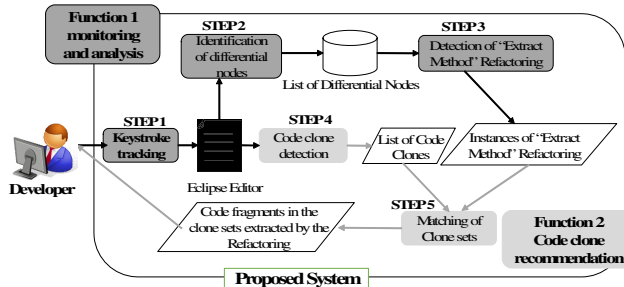 Function 1
monitoring
and analysis
STEP2
Identification
of differential
nodes
List of Differential Nodes
STEP3
Detection of "Extract
Method" Refactoring
STEP1
Keystroke
tracking
Developer
Eclipse Editor
STEP4
Code clone
detection
List of Code
Clones
Instances of "Extract
Method" Refactoring
Code fragments in the
clone sets extracted by the
Refactoring
STEP5
Matching of
Clone sets
Function 2
Code clone
recommendation
Proposed System